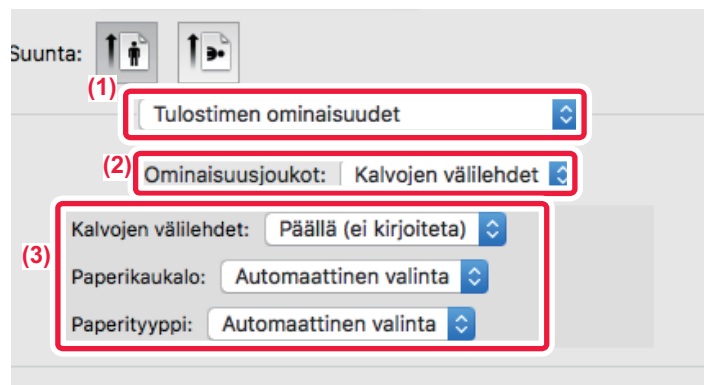 Suunta:
(1)
Tulostimen ominaisuudet
(2)
Ominaisuusjoukot: Kalvojen välilehdet
(3)
Kalvojen välilehdet: Päällä (ei kirjoiteta)
Paperikaukalo: Automaattinen valinta
Paperityyppi: Automaattinen valinta